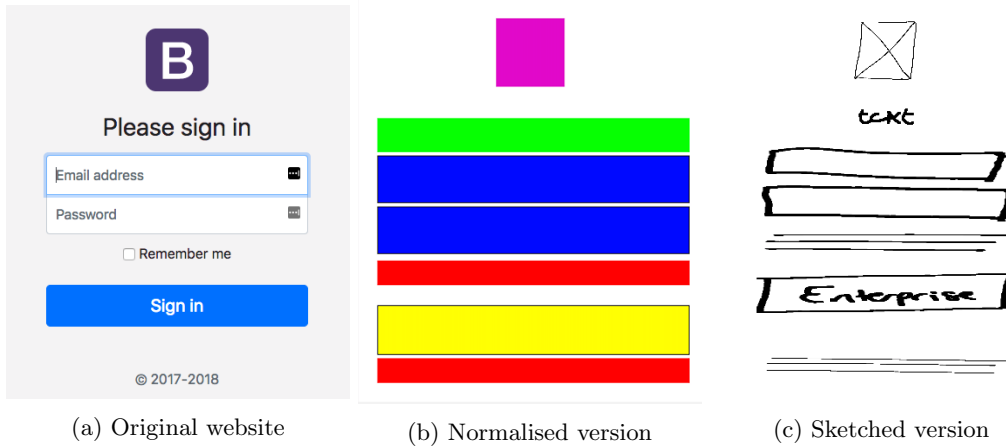 B
Please sign in
Email address
Password
Remember me
Sign in
© 2017-2018
(a) Original website
(b) Normalised version
text
Enterprise
(c) Sketched version